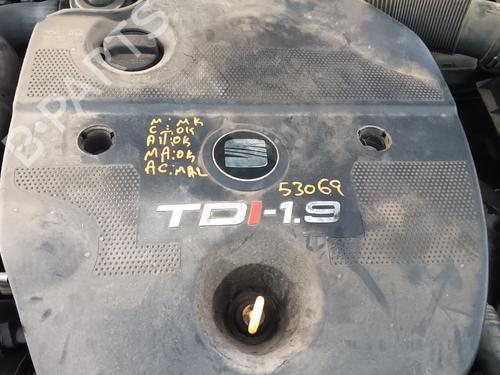 B-PARTS
M: MK
C: OK
AT: OK
MA: OK
AC: MAL
53069
TDI-1.9